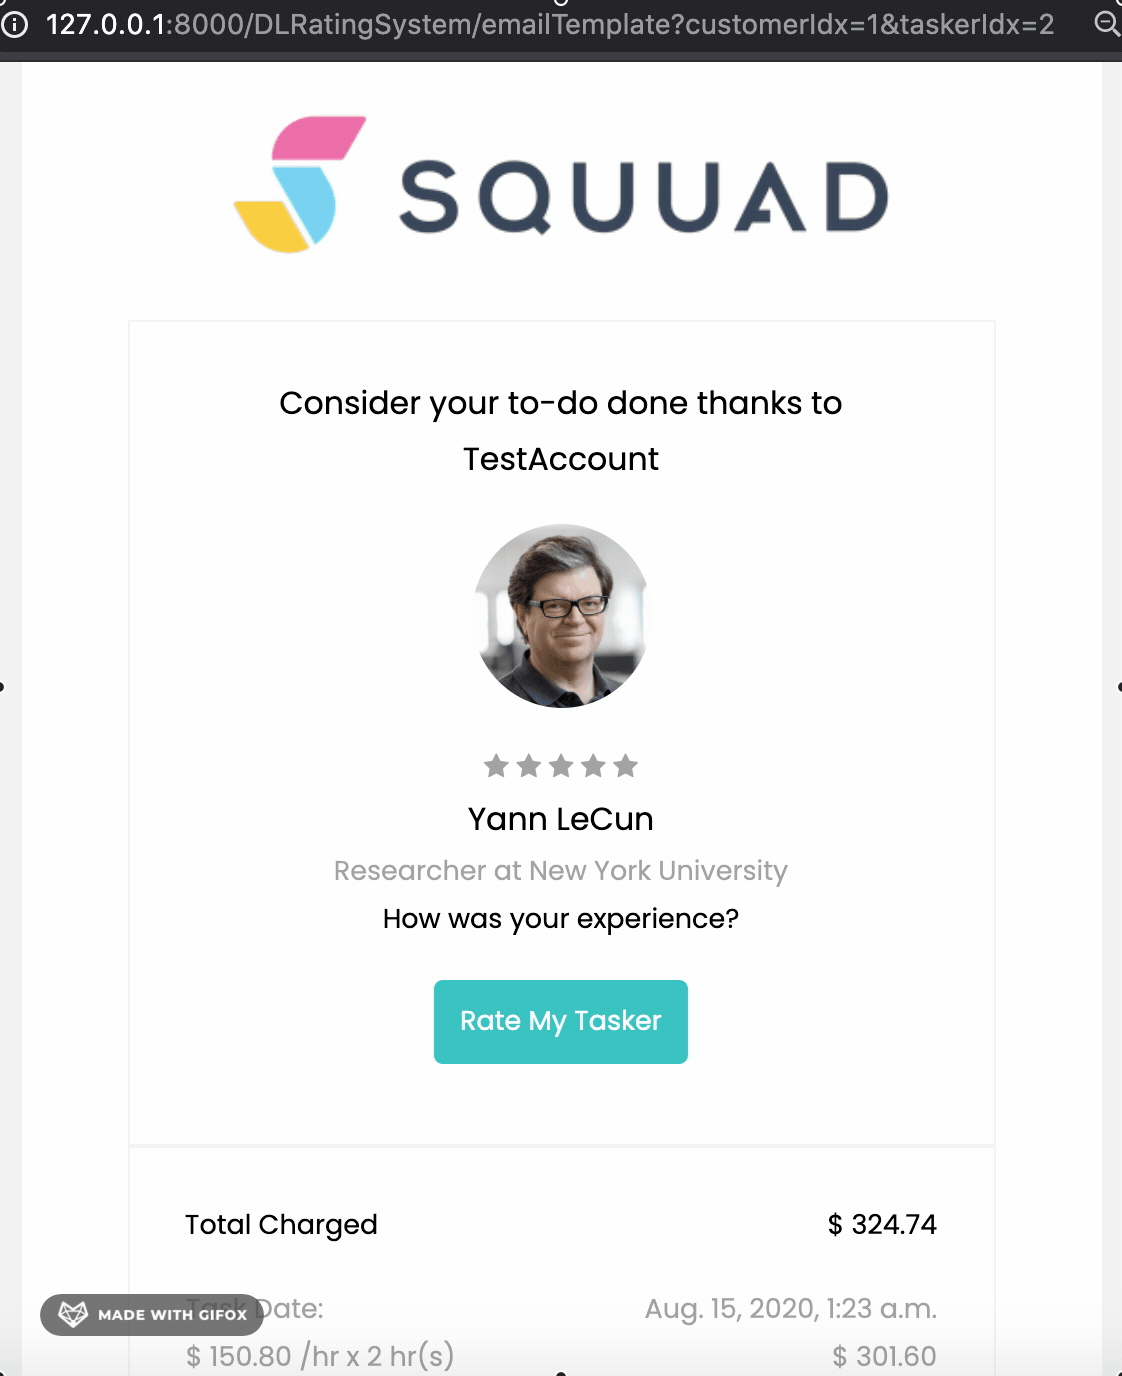 127.0.0.1:8000/DLRatingSystem/emailTemplate?customerIdx=1&taskerIdx=2
SQUUAD
Consider your to-do done thanks to
TestAccount
Yann LeCun
Researcher at New York University
How was your experience?
Rate My Tasker
Total Charged $ 324.74
Task Date: Aug. 15, 2020, 1:23 a.m.
MADE WITH GIFOX
$ 150.80 /hr x 2 hr(s) $ 301.60